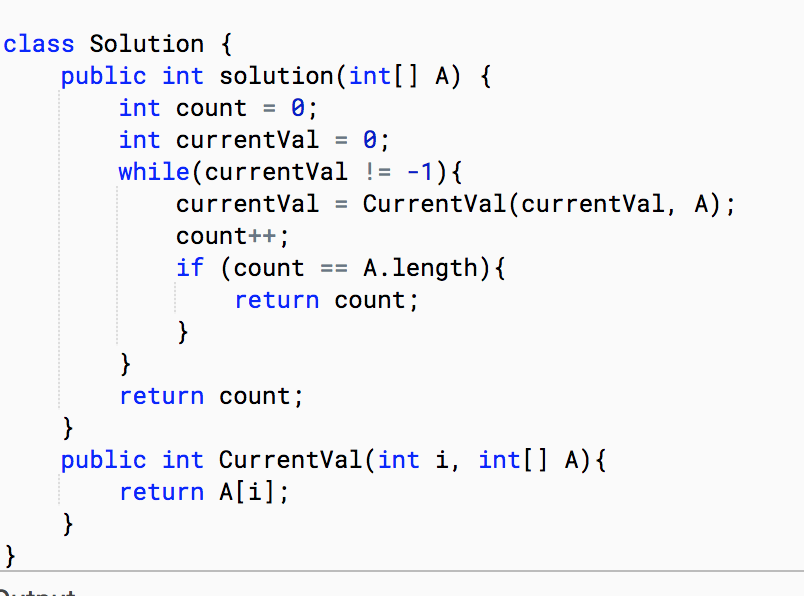 class Solution {
    public int solution(int[] A) {
        int count = 0;
        int currentVal = 0;
        while(currentVal != -1){
            currentVal = CurrentVal(currentVal, A);
            count++;
            if (count == A.length){
                return count;
            }
        }
        return count;
    }
    public int CurrentVal(int i, int[] A){
        return A[i];
    }
}